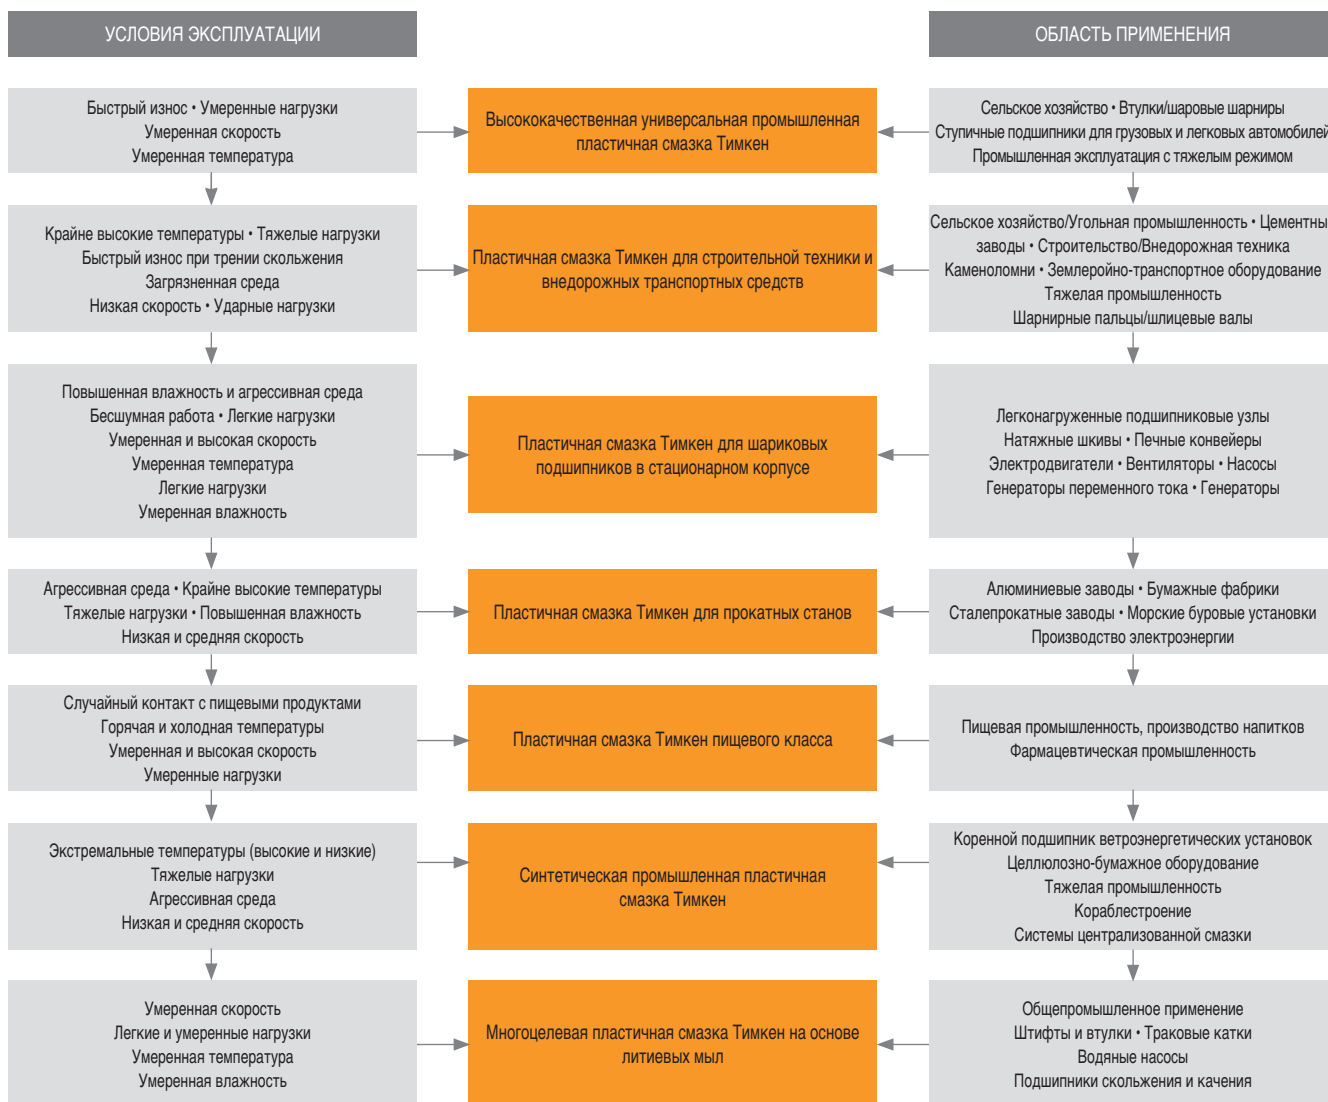 УСЛОВИЯ ЭКСПЛУАТАЦИИ
ОБЛАСТЬ ПРИМЕНЕНИЯ
Быстрый износ • Умеренные нагрузки
Умеренная скорость
Умеренная температура
Высококачественная универсальная промышленная
пластичная смазка Тимкен
Сельское хозяйство • Втулки/шаровые шарниры
Ступичные подшипники для грузовых и легковых автомобилей
Промышленная эксплуатация с тяжелым режимом
Крайне высокие температуры • Тяжелые нагрузки
Быстрый износ при трении скольжения
Загрязненная среда
Низкая скорость • Ударные нагрузки
Пластичная смазка Тимкен для строительной техники и
внедорожных транспортных средств
Сельское хозяйство/Угольная промышленность • Цементны
заводы • Строительство/Внедорожная техника
Каменоломни • Землеройно-транспортное оборудование
Тяжелая промышленность
Шарнирные пальцы/шлицевые валы
Повышенная влажность и агрессивная среда
Бесшумная работа • Легкие нагрузки
Умеренная и высокая скорость
Умеренная температура
Легкие нагрузки
Умеренная влажность
Пластичная смазка Тимкен для шариковых
подшипников в стационарном корпусе
Легконагруженные подшипниковые узлы
Натяжные шкивы • Печные конвейеры
Электродвигатели • Вентиляторы • Насосы
Генераторы переменного тока • Генераторы
Агрессивная среда • Крайне высокие температуры
Тяжелые нагрузки • Повышенная влажность
Низкая и средняя скорость
Пластичная смазка Тимкен для прокатных станов
Алюминиевые заводы • Бумажные фабрики
Сталепрокатные заводы • Морские буровые установки
Производство электроэнергии
Случайный контакт с пищевыми продуктами
Горячая и холодная температуры
Умеренная и высокая скорость
Умеренные нагрузки
Пластичная смазка Тимкен пищевого класса
Пищевая промышленность, производство напитков
Фармацевтическая промышленность
Экстремальные температуры (высокие и низкие)
Тяжелые нагрузки
Агрессивная среда
Низкая и средняя скорость
Синтетическая промышленная пластичная
смазка Тимкен
Коренной подшипник ветроэнергетических установок
Целлюлозно-бумажное оборудование
Тяжелая промышленность
Кораблестроение
Системы централизованной смазки
Умеренная скорость
Легкие и умеренные нагрузки
Умеренная температура
Умеренная влажность
Многоцелевая пластичная смазка Тимкен на основе
литиевых мыл
Общепромышленное применение
Штифты и втулки • Траковые катки
Водяные насосы
Подшипники скольжения и качения